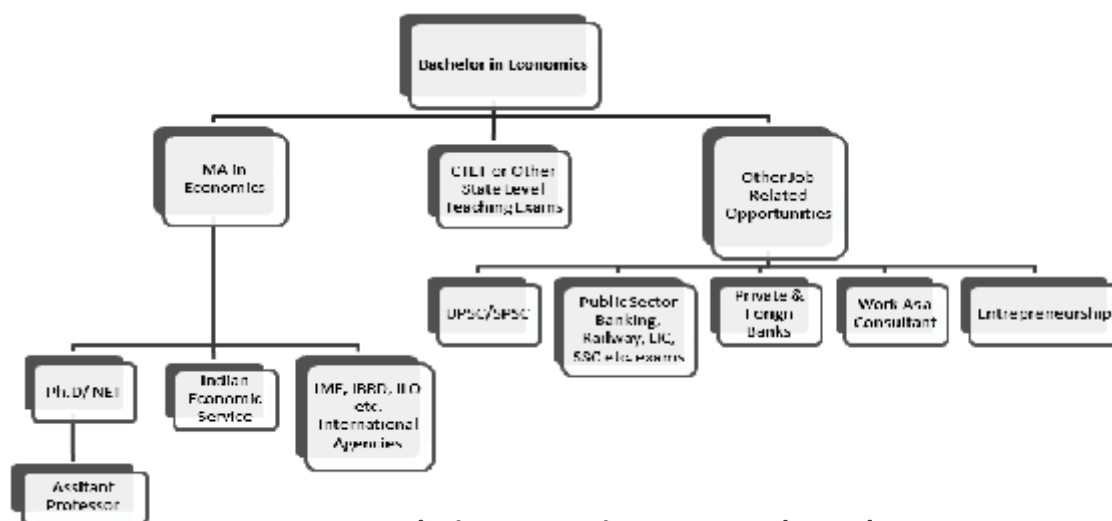 Bachelor in Economics
MA in
Economics
CTET or Other
State Level
Teaching Exams
Other Job
Related
Opportunities
UPSC/SPSC
Public Sector
Banking,
Railway, LIC,
SSC etc. exams
Private &
Foreign
Banks
Work As a
Consultant
Entrepreneurship
Ph.D/ NET
Indian
Economic
Service
IMF, IBRD, ILO
etc.
International
Agencies
Assitant
Professor